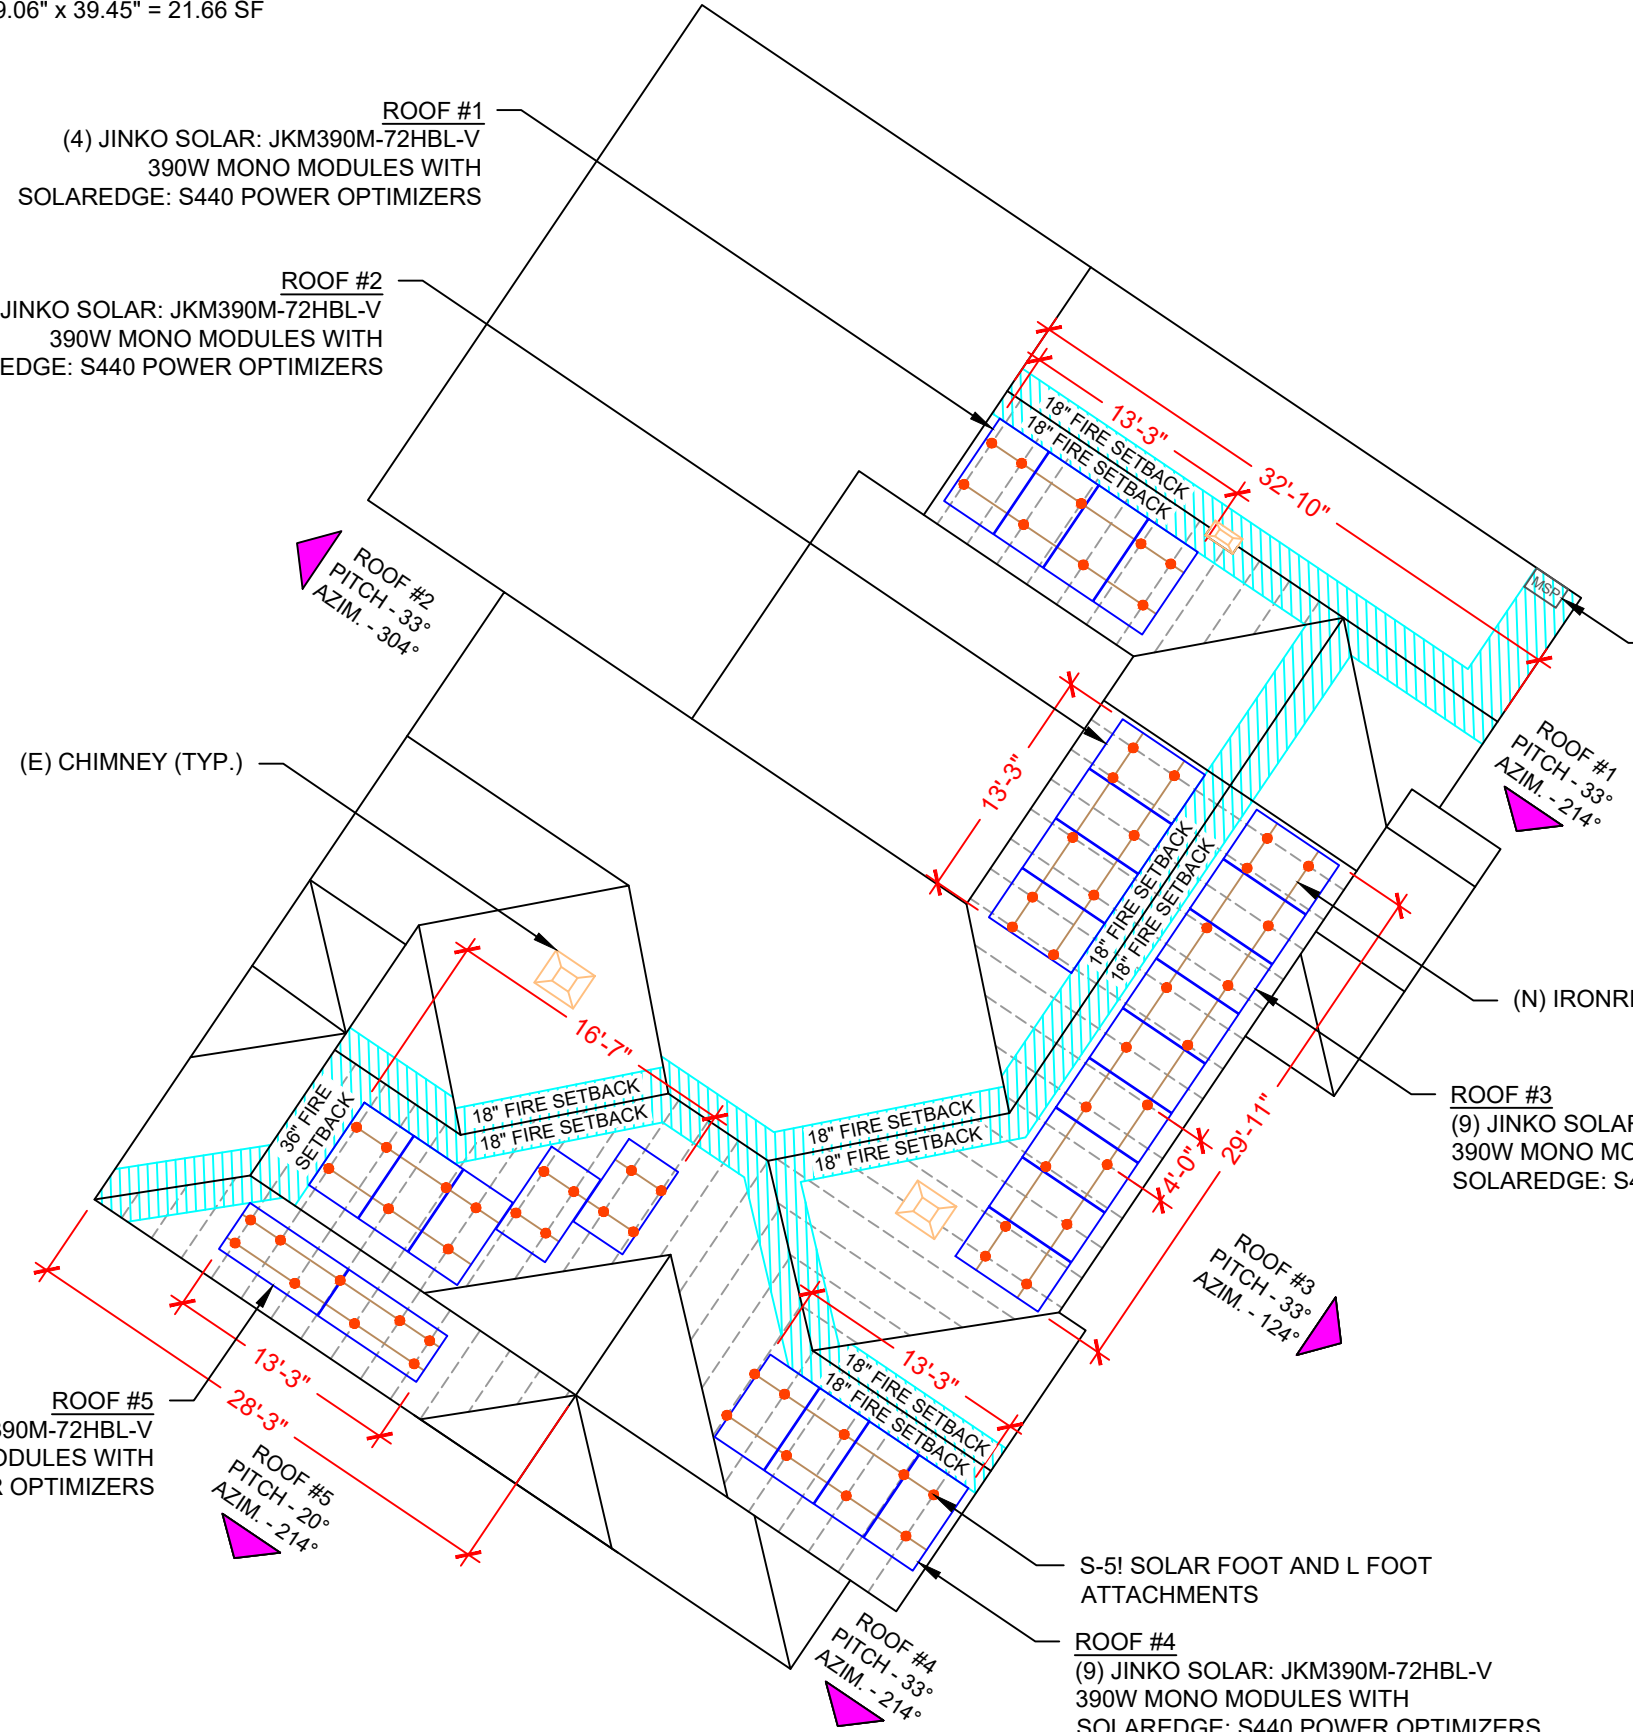 9.06" x 39.45" = 21.66 SF
ROOF #1
(4) JINKO SOLAR: JKM390M-72HBL-V
390W MONO MODULES WITH
SOLAREDGE: S440 POWER OPTIMIZERS
ROOF #2
JINKO SOLAR: JKM390M-72HBL-V
390W MONO MODULES WITH
EDGE: S440 POWER OPTIMIZERS
18" FIRE SETBACK
18" FIRE SETBACK
13'-3"
32'-10"
MSP
ROOF #2
PITCH - 33°
AZIM. - 304°
ROOF #1
PITCH - 33°
AZIM. - 214°
(E) CHIMNEY (TYP.)
13'-3"
18" FIRE SETBACK
18" FIRE SETBACK
(N) IRONRI
16'-7"
36" FIRE
SETBACK
18" FIRE SETBACK
18" FIRE SETBACK
18" FIRE SETBACK
18" FIRE SETBACK
4'-0"
29'-11"
ROOF #3
(9) JINKO SOLAR
390W MONO MO
SOLAREDGE: S4
ROOF #3
PITCH - 33°
AZIM. - 124°
13'-3"
28'-3"
13'-3"
18" FIRE SETBACK
18" FIRE SETBACK
ROOF #5
390M-72HBL-V
ODULES WITH
R OPTIMIZERS
ROOF #5
PITCH - 20°
AZIM. - 214°
S-5! SOLAR FOOT AND L FOOT
ATTACHMENTS
ROOF #4
PITCH - 33°
AZIM. - 214°
ROOF #4
(9) JINKO SOLAR: JKM390M-72HBL-V
390W MONO MODULES WITH
SOLAREDGE: S440 POWER OPTIMIZERS